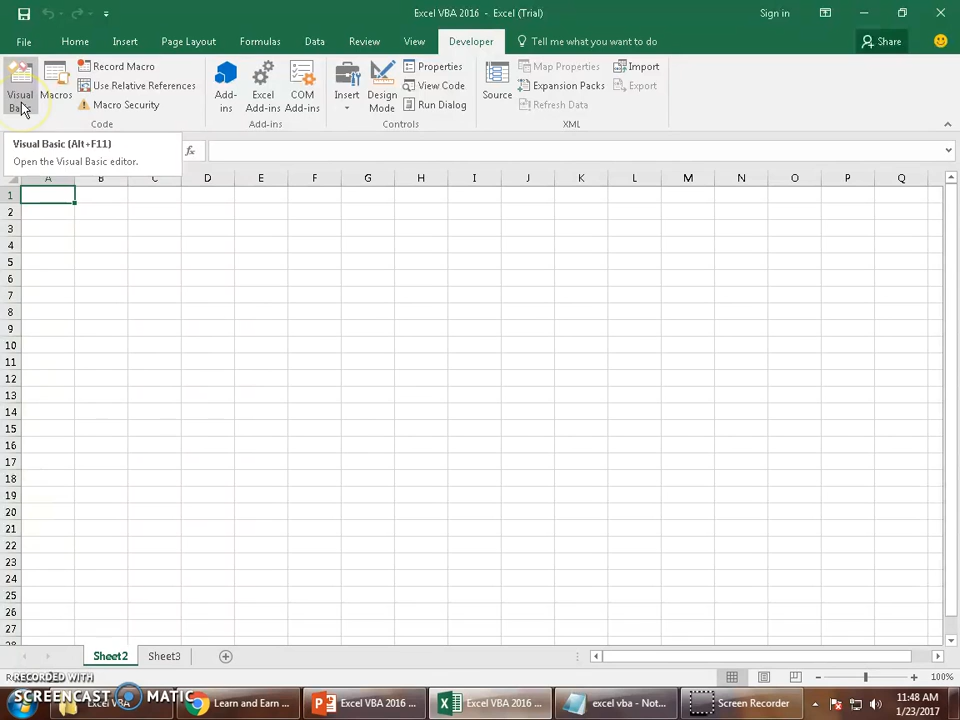 Excel VBA 2016 - Excel (Trial)
Sign in
File
Home
Insert
Page Layout
Formulas
Data
Review
View
Developer
Tell me what you want to do
Share
Visual
Macros
Record Macro
Use Relative References
Macro Security
Code
Add-
ins
Excel
Add-ins
COM
Add-ins
Add-ins
Insert
Design
Mode
Properties
View Code
Run Dialog
Controls
Source
Map Properties
Expansion Packs
Refresh Data
Import
Export
XML
Visual Basic (Alt+F11)
Open the Visual Basic editor.
fx
A B C D E F G H I J K L M N O P Q
1
2
3
4
5
6
7
8
9
10
11
12
13
14
15
16
17
18
19
20
21
22
23
24
25
26
27
28
Sheet2
Sheet3
100%
RECORDED WITH
SCREENCAST MATIC
Excel VBA
Learn and Earn ...
Excel VBA 2016 ...
Excel VBA 2016 ...
excel vba - Not...
Screen Recorder
11:48 AM
1/23/2017